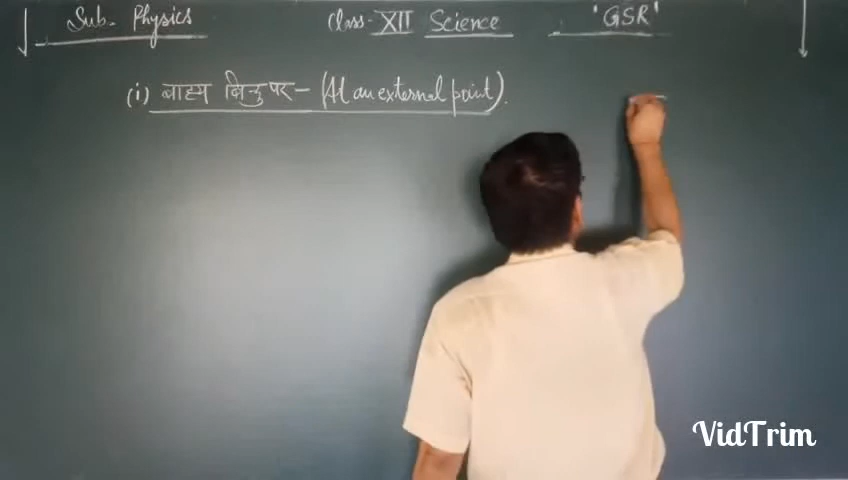 Sub. Physics Class-XII Science 'GSR'
(i) बाह्य बिन्दु पर - (At an external point).
VidTrim